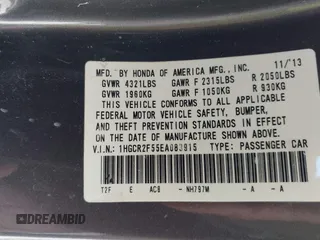 MFD. BY HONDA OF AMERICA MFG., INC. 11/13
GVWR 4321LBS GAWR F 2315LBS R 2050LBS
GVWR 1960KG GAWR F 1050KG R 930KG
THIS VEHICLE CONFORMS TO ALL APPLICABLE
FEDERAL MOTOR VEHICLE SAFETY, BUMPER, AND
THEFT PREVENTION STANDARDS IN EFFECT
ON THE DATE OF MANUFACTURE SHOWN ABOVE.
V.I.N.: TYPE: PASSENGER CAR
T2F E AC8 - NH797M - A - A
DREAMBID